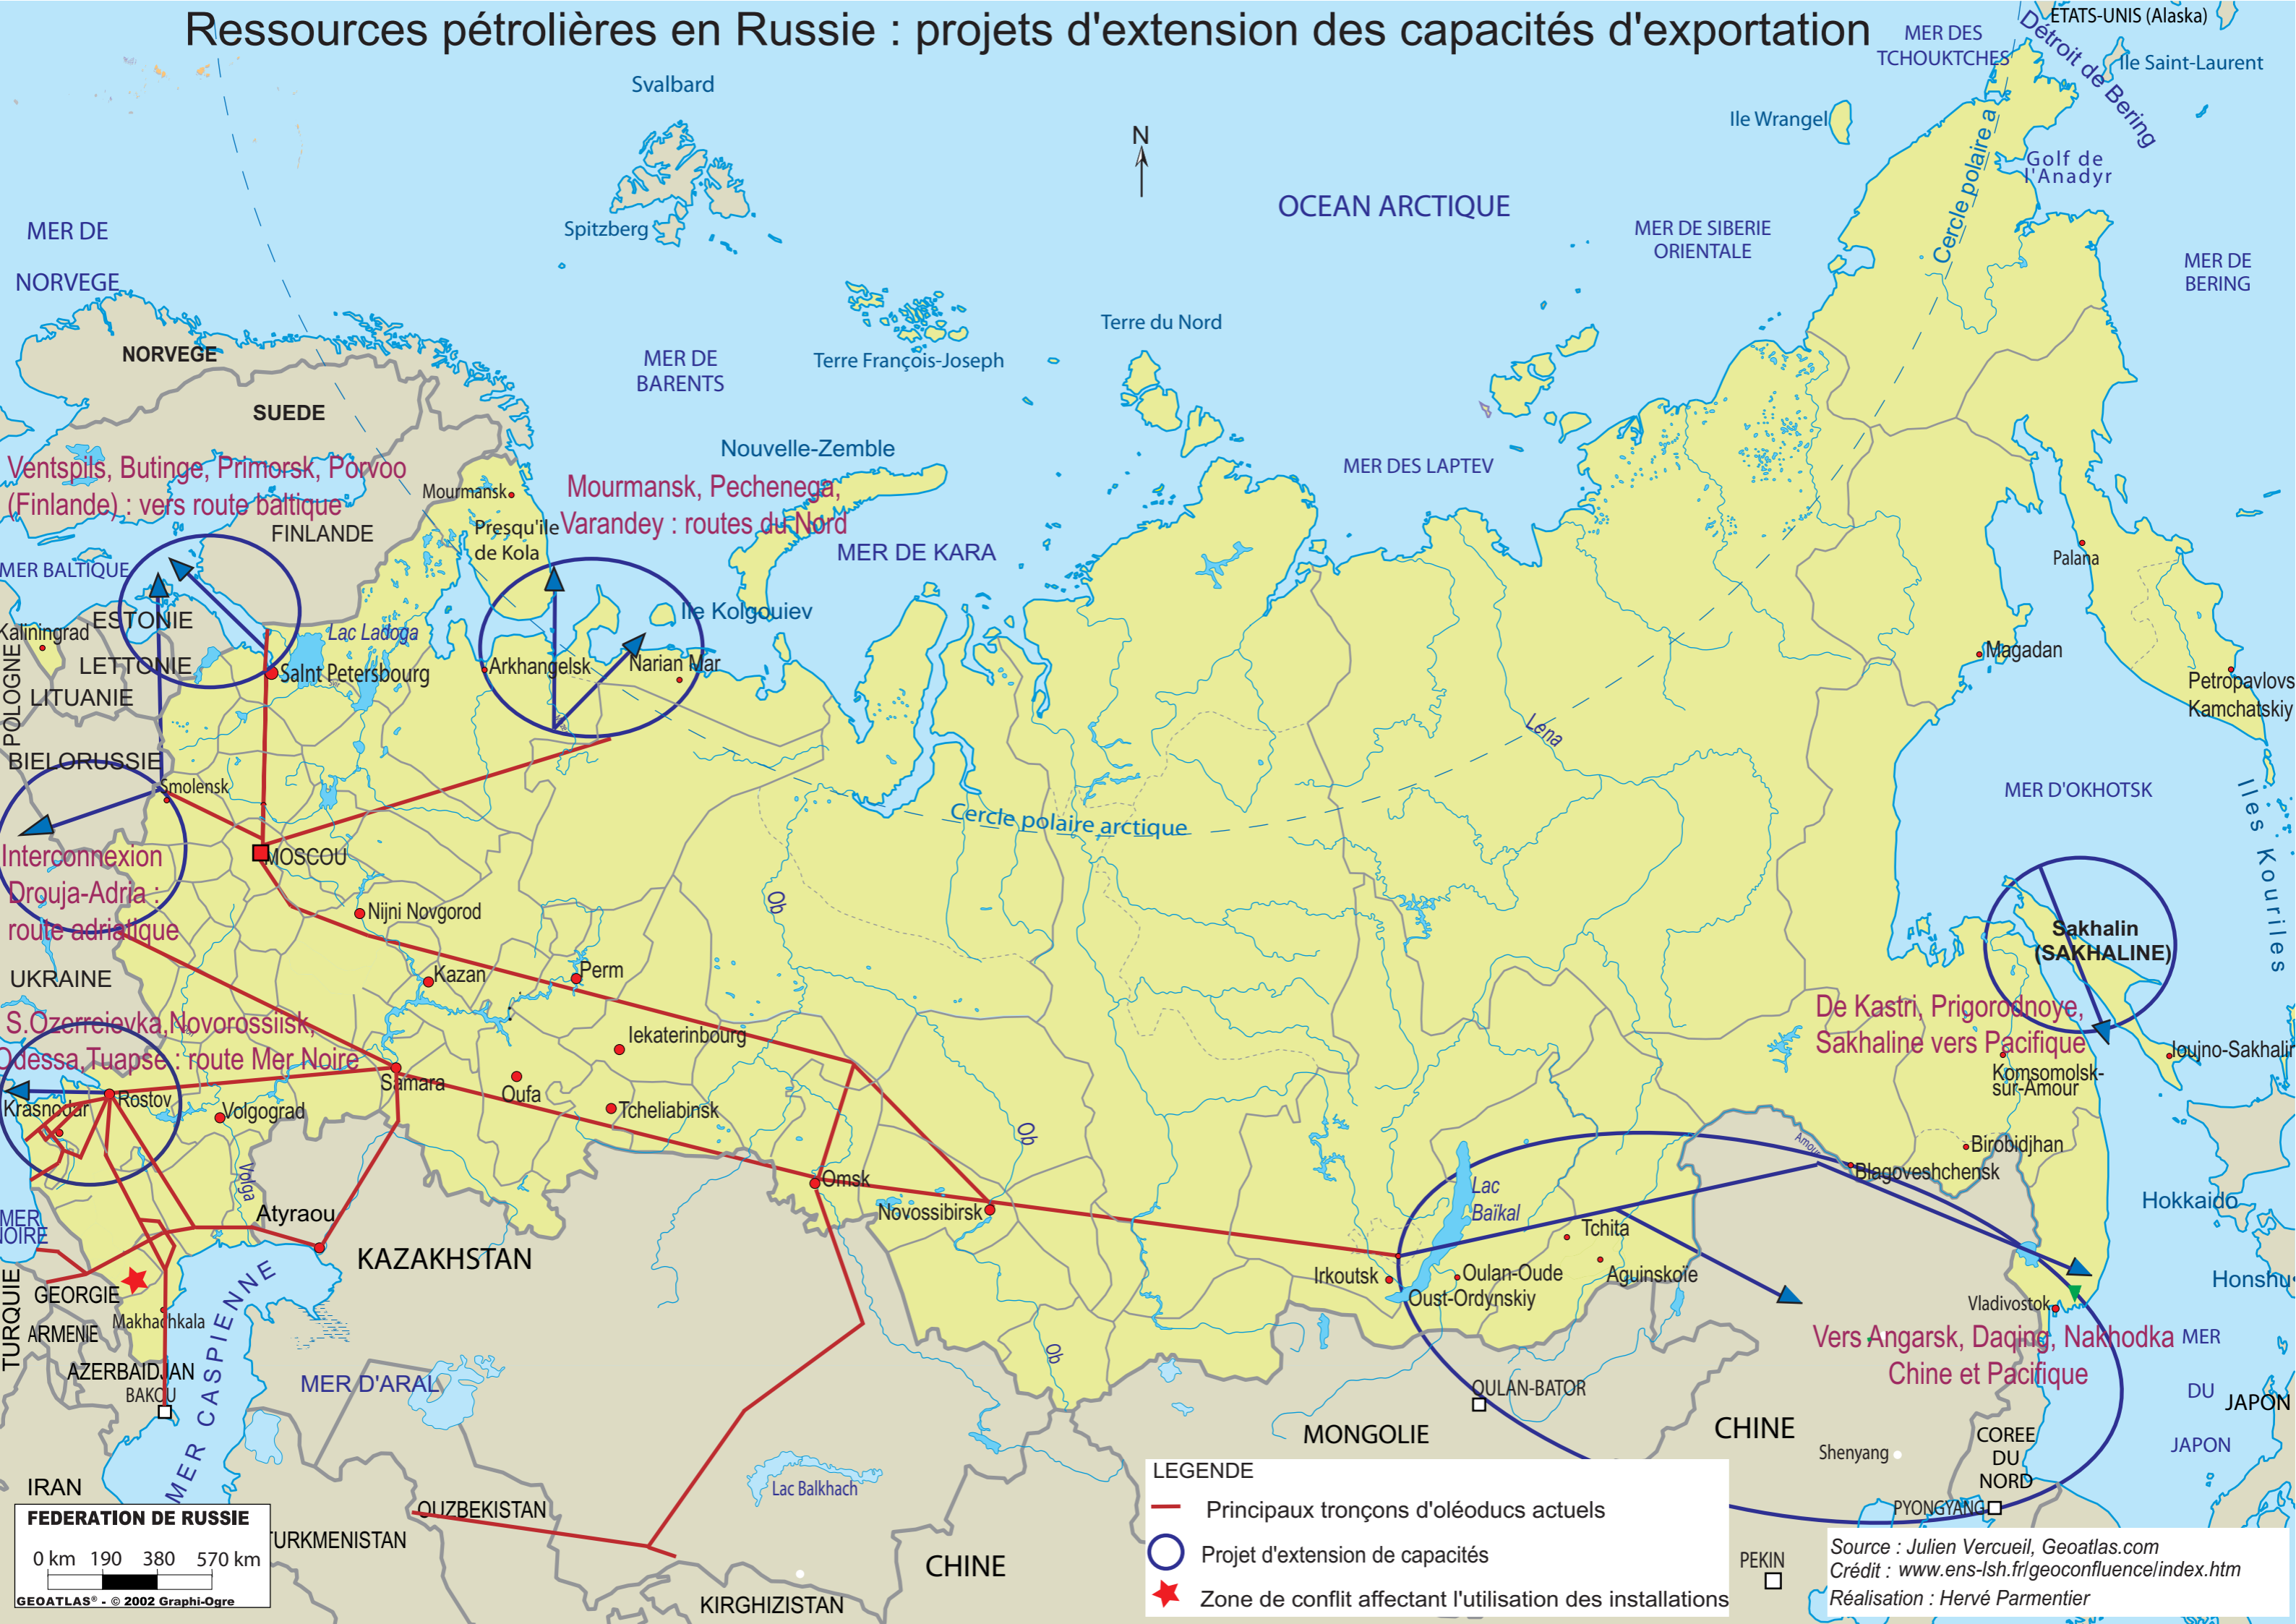 Ressources pétrolières en Russie : projets d'extension des capacités d'exportation
ETATS-UNIS (Alaska)
MER DES
TCHOUKTCHES
Détroit de Bering
Ile Saint-Laurent
Svalbard
Ile Wrangel
N
Cercle polaire a
Golf de
l'Anadyr
OCEAN ARCTIQUE
Spitzberg
MER DE
NORVEGE
MER DE SIBERIE
ORIENTALE
MER DE
BERING
Terre du Nord
NORVEGE
MER DE
BARENTS
Terre François-Joseph
SUEDE
Nouvelle-Zemble
MER DES LAPTEV
Ventspils, Butinge, Primorsk, Porvoo
(Finlande) : vers route baltique
Mourmansk
Mourmansk, Pechenega,
Varandey : routes du Nord
Presqu'ile
de Kola
FINLANDE
MER DE KARA
Palana
MER BALTIQUE
Ile Kolgouiev
ESTONIE
Kaliningrad
Lac Ladoga
LETTONIE
Saint Petersbourg
Arkhangelsk
Narian Mar
Magadan
LITUANIE
POLOGNE
Petropavlovs
Kamchatskiy
Lena
BIELORUSSIE
Smolensk
MER D'OKHOTSK
Iles Kouriles
Cercle polaire arctique
MOSCOU
Interconnexion
Drouja-Adria :
route adriatique
Ob
Nijni Novgorod
Sakhalin
(SAKHALINE)
UKRAINE
Kazan
Perm
S.Ozerreievka,Novorossiisk,
Odessa,Tuapse : route Mer Noire
Iekaterinbourg
De Kastri, Prigorodnoye,
Sakhaline vers Pacifique
Ioujno-Sakhalin
Samara
Oufa
Komsomolsk-
sur-Amour
Krasnodar
Rostov
Volgograd
Tcheliabinsk
Ob
Amour
Birobidjhan
Blagoveshchensk
Volga
Omsk
Lac
Baïkal
Novossibirsk
Hokkaido
MER
NOIRE
Atyraou
Tchita
KAZAKHSTAN
Irkoutsk
Oulan-Oude
Aguinskoïe
Oust-Ordynskiy
Honshu
TURQUIE
GEORGIE
Makhachkala
ARMENIE
Vladivostok
Vers Angarsk, Daqing, Nakhodka
Chine et Pacifique
MER
DU
JAPON
JAPON
AZERBAIDJAN
BAKOU
MER CASPIENNE
MER D'ARAL
Ob
OULAN-BATOR
MONGOLIE
CHINE
Shenyang
COREE
DU
NORD
PYONGYANG
IRAN
Lac Balkhach
OUZBEKISTAN
TURKMENISTAN
CHINE
KIRGHIZISTAN
PEKIN
FEDERATION DE RUSSIE
0 km 190 380 570 km
GEOATLAS® - © 2002 Graphi-Ogre
LEGENDE
Principaux tronçons d'oléoducs actuels
Projet d'extension de capacités
Zone de conflit affectant l'utilisation des installations
Source : Julien Vercueil, Geoatlas.com
Crédit : www.ens-lsh.fr/geoconfluence/index.htm
Réalisation : Hervé Parmentier